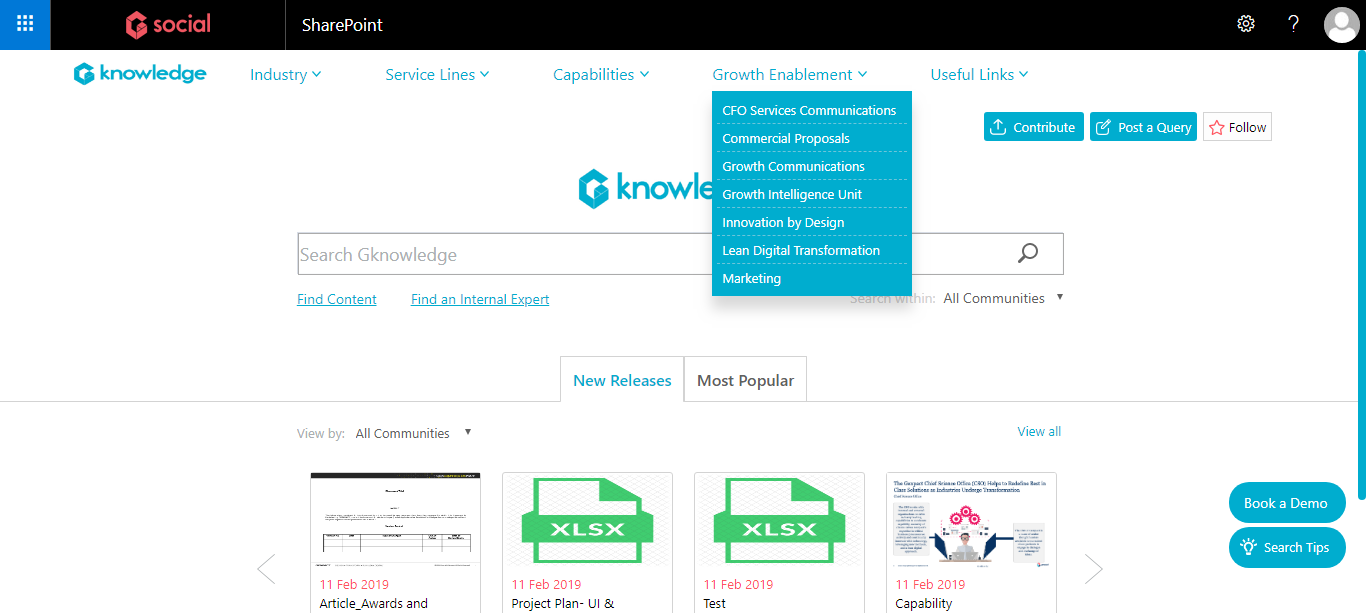 social
SharePoint
?
knowledge
Industry
Service Lines
Capabilities
Growth Enablement
Useful Links
CFO Services Communications
Commercial Proposals
Growth Communications
Growth Intelligence Unit
Innovation by Design
Lean Digital Transformation
Marketing
Contribute
Post a Query
Follow
knowle
Search Gknowledge
Find Content
Find an Internal Expert
Search within:
All Communities
New Releases
Most Popular
View by:
All Communities
View all
XLSX
XLSX
The Genpact Chief Science Office (CSO) Helps to Redefine Best in
Class Solutions as Industries Undergo Transformation
11 Feb 2019
Article_Awards and
11 Feb 2019
Project Plan- UI &
11 Feb 2019
Test
11 Feb 2019
Capability
Book a Demo
Search Tips